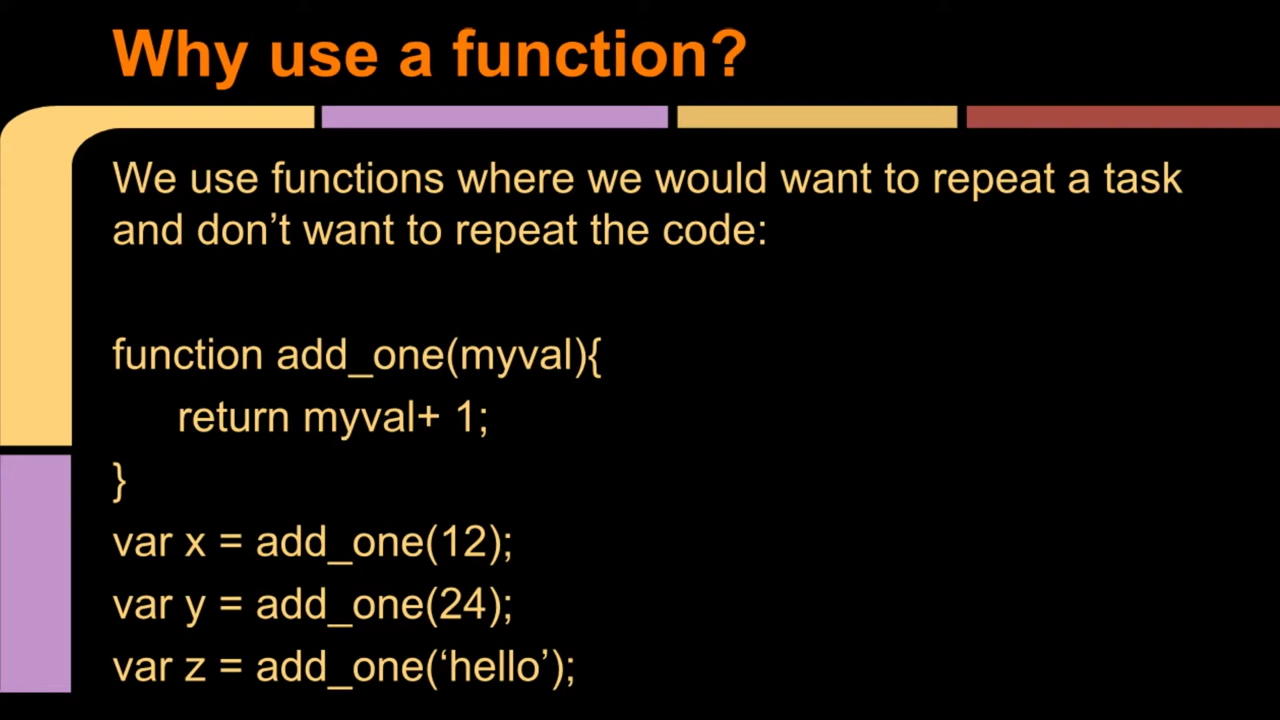 Why use a function?
We use functions where we would want to repeat a task
and don’t want to repeat the code:
function add_one(myval){
return myval+ 1;
}
var x = add_one(12);
var y = add_one(24);
var z = add_one(‘hello’);